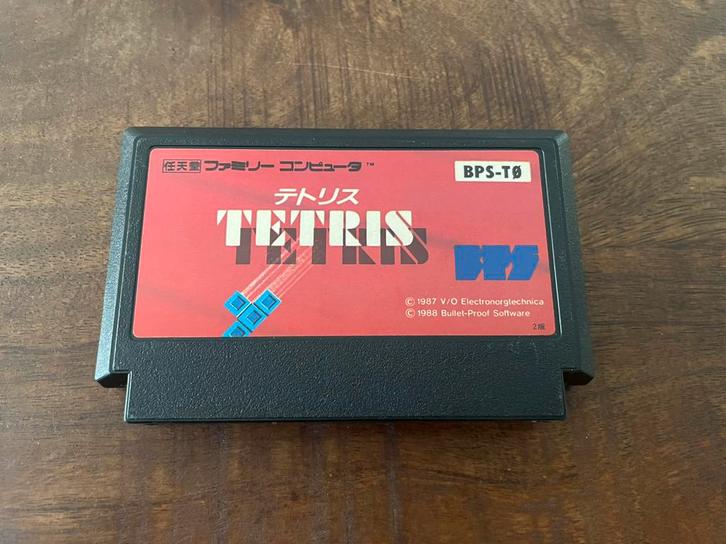 任天堂 ファミリー コンピュータ™
BPS-TØ
テトリス
TETRIS
BPS
© 1987 V/O Electronorgtechnica
© 1988 Bullet-Proof Software
2版